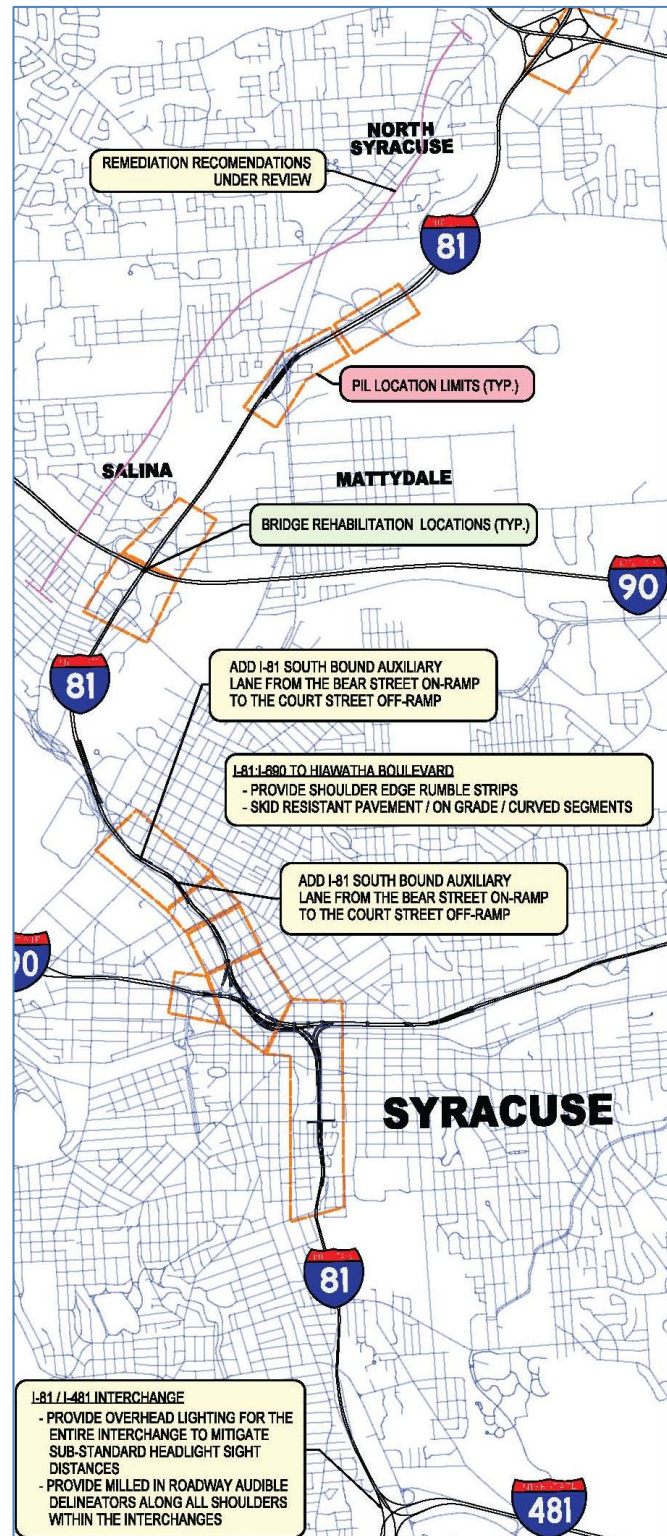 NORTH
SYRACUSE
REMEDIATION RECOMENDATIONS
UNDER REVIEW
81
PIL LOCATION LIMITS (TYP.)
SALINA
MATTYDALE
BRIDGE REHABILITATION LOCATIONS (TYP.)
90
81
ADD I-81 SOUTH BOUND AUXILIARY
LANE FROM THE BEAR STREET ON-RAMP
TO THE COURT STREET OFF-RAMP
I-81:I-690 TO HIAWATHA BOULEVARD
- PROVIDE SHOULDER EDGE RUMBLE STRIPS
- SKID RESISTANT PAVEMENT / ON GRADE / CURVED SEGMENTS
ADD I-81 SOUTH BOUND AUXILIARY
LANE FROM THE BEAR STREET ON-RAMP
TO THE COURT STREET OFF-RAMP
90
SYRACUSE
81
I-81 / I-481 INTERCHANGE
- PROVIDE OVERHEAD LIGHTING FOR THE
ENTIRE INTERCHANGE TO MITIGATE
SUB-STANDARD HEADLIGHT SIGHT
DISTANCES
- PROVIDE MILLED IN ROADWAY AUDIBLE
DELINEATORS ALONG ALL SHOULDERS
WITHIN THE INTERCHANGES
INTERSTATE
481